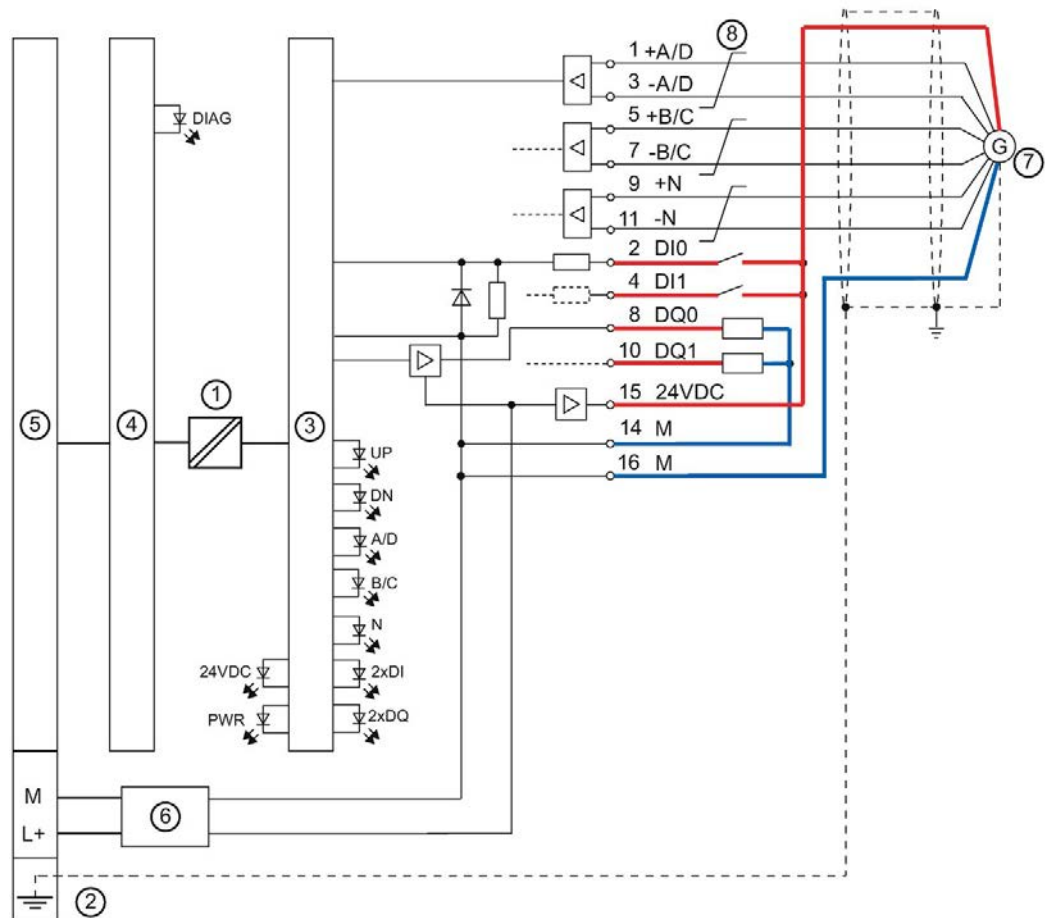 1 +A/D
⑧
3 -A/D
DIAG
5 +B/C
7 -B/C
G
⑦
9 +N
11 -N
2 DI0
4 DI1
8 DQ0
10 DQ1
①
15 24VDC
⑤
④
③
14 M
UP
16 M
DN
A/D
B/C
N
24VDC
2xDI
PWR
2xDQ
M
⑥
L+
②